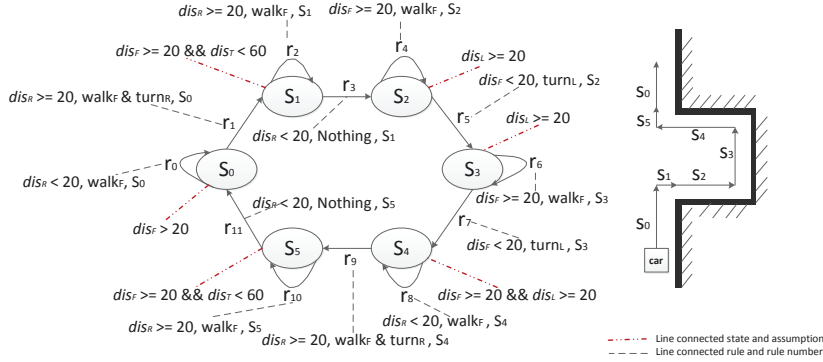 disR >= 20, walkF , S1
disR >= 20, walkF , S2
r2
r4
disF >= 20 && disT < 60
disL >= 20
S1
r3
S2
disF < 20, turnL , S2
disR >= 20, walkF & turnR, S0
r1
disR < 20, Nothing , S1
r5
disL >= 20
r0
S0
S3
r6
disR < 20, walkF, S0
disF >= 20, walkF , S3
disR < 20, Nothing , S5
r7
disF > 20
r11
disF < 20, turnL , S3
S5
r9
S4
disF >= 20 && disT < 60
r10
r8
disF >= 20 && disL >= 20
disR >= 20, walkF, S5
disR < 20, walkF , S4
disR >= 20, walkF & turnR , S4
S0
S5
S4
S3
S1
S2
S0
car
Line connected state and assumption
Line connected rule and rule number